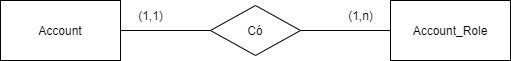 (1,1)
(1,n)
Account
Có
Account_Role